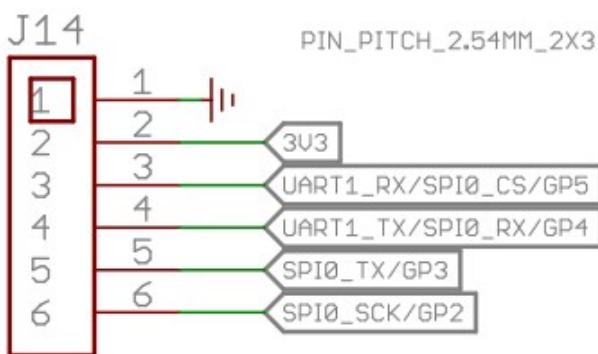 J14
PIN_PITCH_2.54MM_2X3
1 1
2 2 3V3
3 3 UART1_RX/SPI0_CS/GP5
4 4 UART1_TX/SPI0_RX/GP4
5 5 SPI0_TX/GP3
6 6 SPI0_SCK/GP2